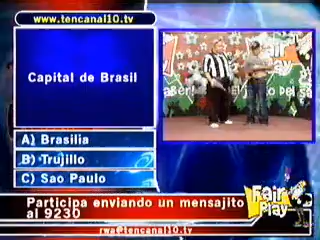 www.tencanal10.tv
Capital de Brasil
A) Brasilia
B) Trujillo
C) Sao Paulo
Fair
Play
Participa enviando un mensajito
al 9230
rwa@tencanal10.tv